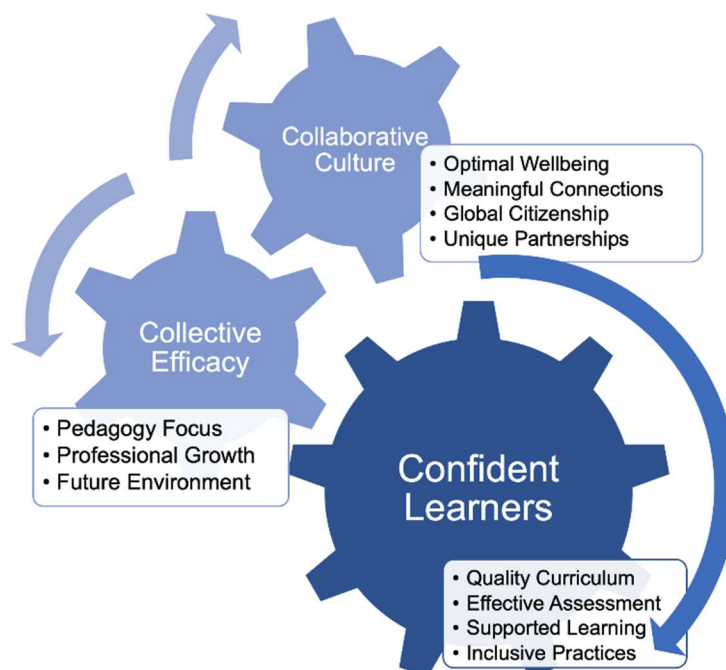 Collaborative
Culture
• Optimal Wellbeing
• Meaningful Connections
• Global Citizenship
• Unique Partnerships
Collective
Efficacy
• Pedagogy Focus
• Professional Growth
• Future Environment
Confident
Learners
• Quality Curriculum
• Effective Assessment
• Supported Learning
• Inclusive Practices